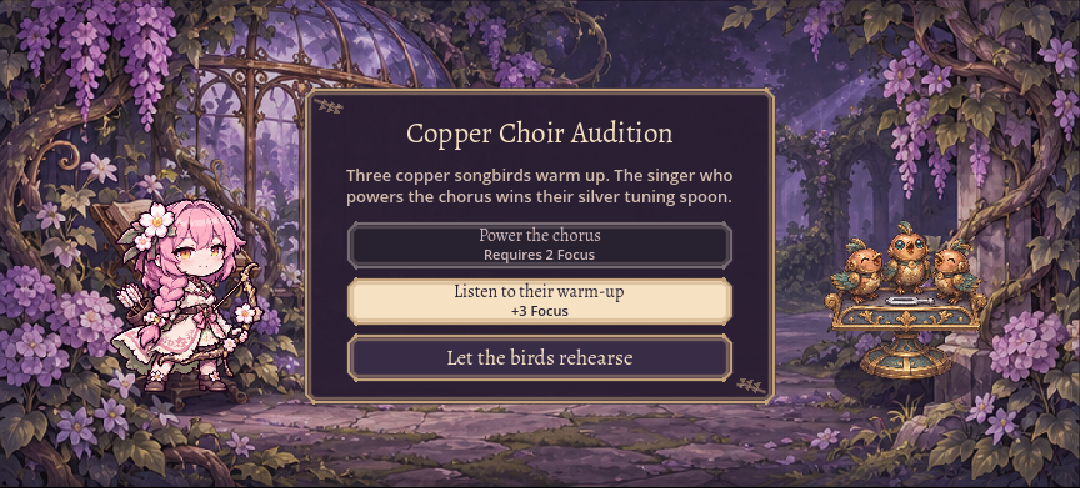 Copper Choir Audition
Three copper songbirds warm up. The singer who
powers the chorus wins their silver tuning spoon.
Power the chorus
Requires 2 Focus
Listen to their warm-up
+3 Focus
Let the birds rehearse